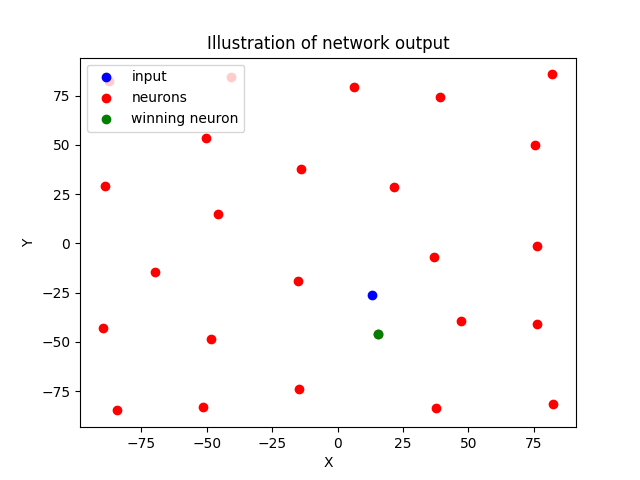 Illustration of network output
input
neurons
winning neuron
75
50
25
0
−25
−50
−75
Y
−75 −50 −25 0 25 50 75
X